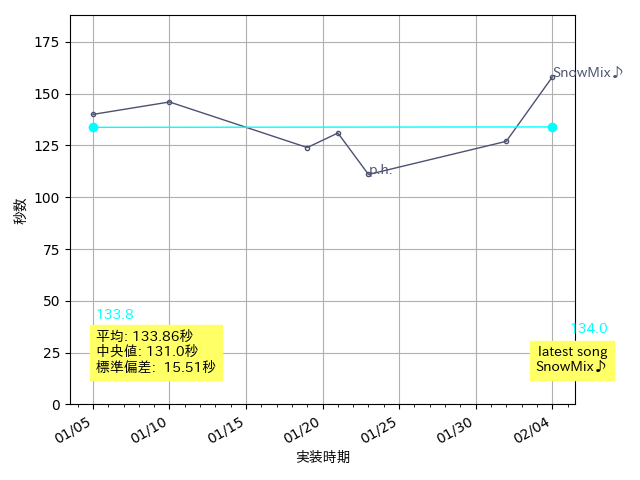 175
150
125
100
75
50
25
0
秒数
SnowMix♪
p.h.
133.8
平均: 133.86秒
中央値: 131.0秒
標準偏差: 15.51秒
134.0
latest song
SnowMix♪
01/05
01/10
01/15
01/20
01/25
01/30
02/04
実装時期